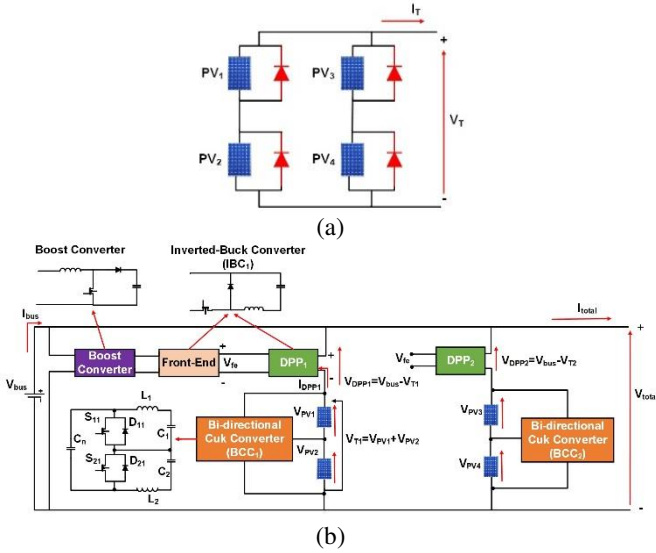 I_T
+
PV₁
PV₃
V_T
PV₂
PV₄
-
(a)
Boost Converter
Inverted-Buck Converter
(IBC₁)
I_bus
I_total
+
Boost
Converter
Front-End
+
V_fe
-
DPP₁
+
-
V_DPP1=V_bus-V_T1
V_fe
DPP₂
V_DPP2=V_bus-V_T2
V_bus
I_DPP1
L₁
S₁₁
D₁₁
C₁
Cₙ
S₂₁
D₂₁
C₂
L₂
Bi-directional
Cuk Converter
(BCC₁)
V_PV1
V_PV2
V_T1=V_PV1+V_PV2
V_PV3
V_PV4
Bi-directional
Cuk Converter
(BCC₂)
V_total
-
(b)